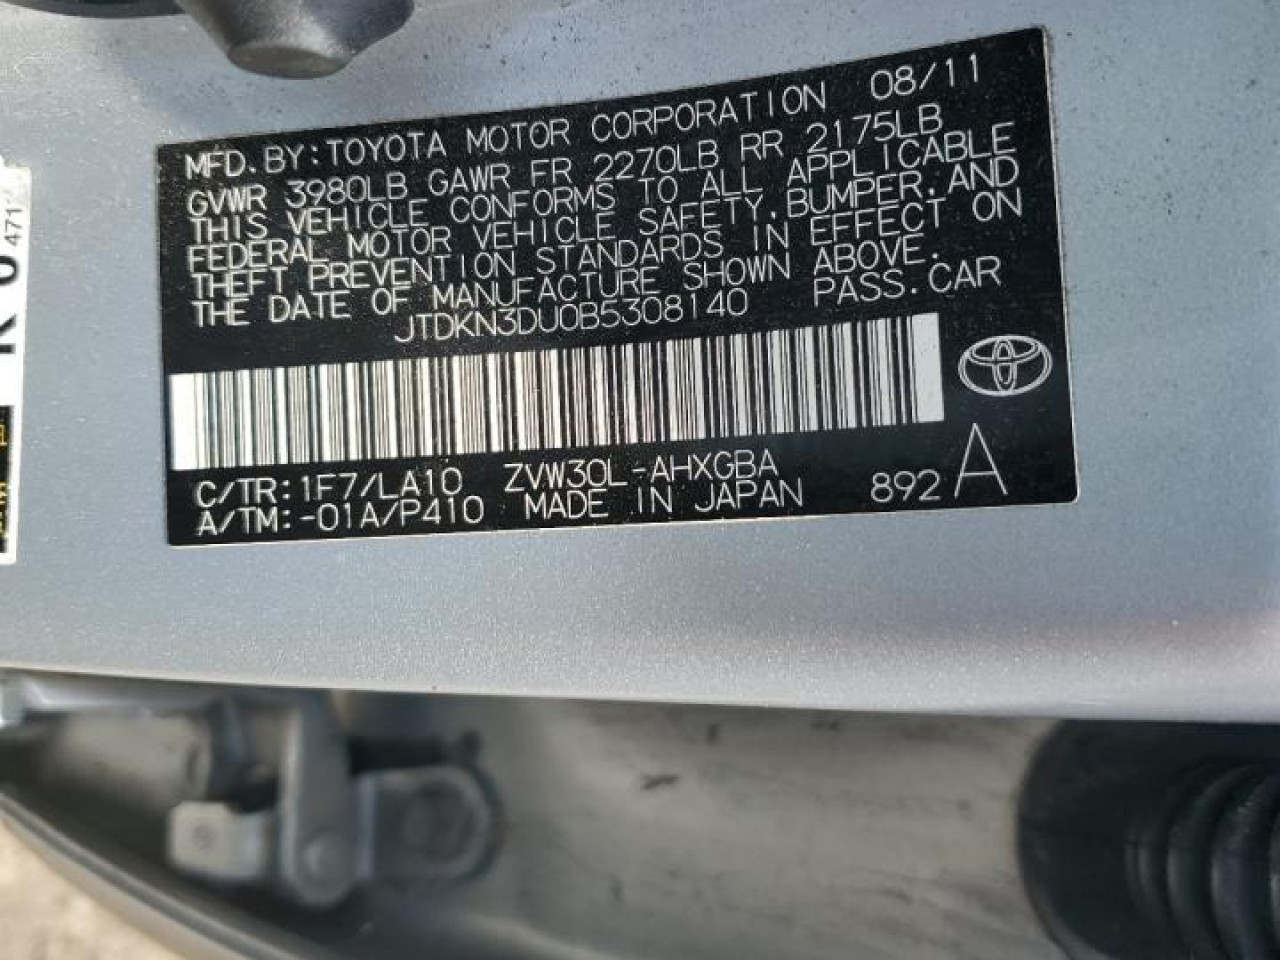 MFD.BY:TOYOTA MOTOR CORPORATION 08/11
GVWR 3980LB GAWR FR 2270LB RR 2175LB
THIS VEHICLE CONFORMS TO ALL APPLICABLE
FEDERAL MOTOR VEHICLE SAFETY,BUMPER,AND
THEFT PREVENTION STANDARDS IN EFFECT ON
THE DATE OF MANUFACTURE SHOWN ABOVE.
JTDKN3DU0B5308140 PASS.CAR
C/TR:1F7/LA10 ZVW30L-AHXGBA
A/TM:-01A/P410 MADE IN JAPAN 892 A
471